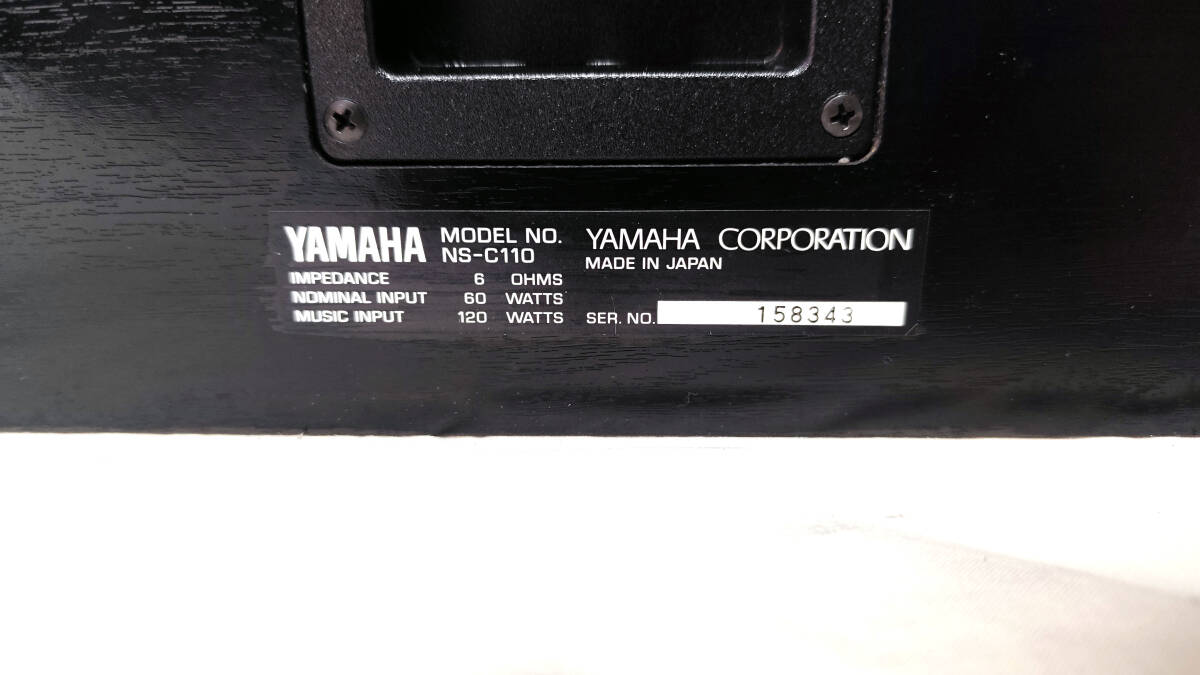 YAMAHA MODEL NO. NS-C110
IMPEDANCE 6 OHMS
NOMINAL INPUT 60 WATTS
MUSIC INPUT 120 WATTS
YAMAHA CORPORATION
MADE IN JAPAN
SER. NO. 158343